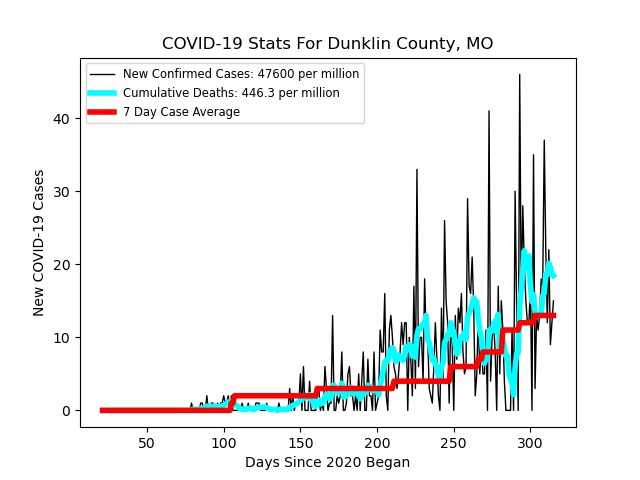 COVID-19 Stats For Dunklin County, MO
New Confirmed Cases: 47600 per million
Cumulative Deaths: 446.3 per million
7 Day Case Average
New COVID-19 Cases
40
30
20
10
0
50 100 150 200 250 300
Days Since 2020 Began